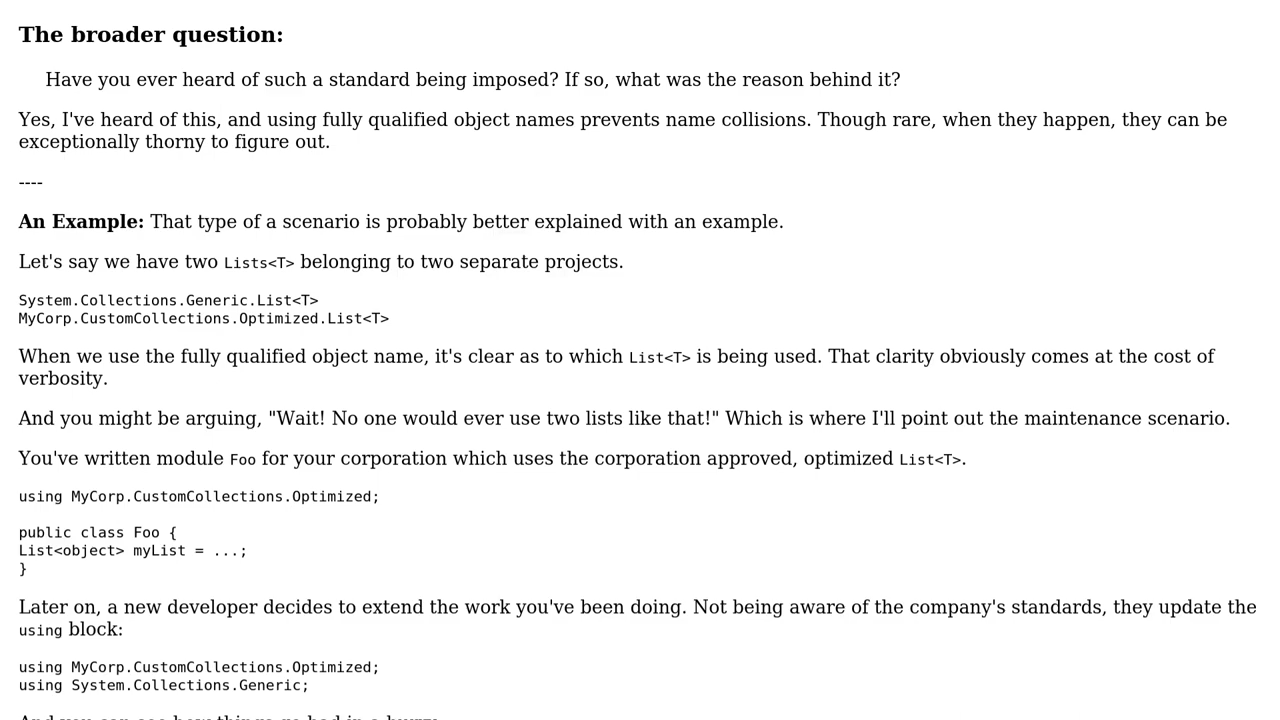 The broader question:
Have you ever heard of such a standard being imposed? If so, what was the reason behind it?
Yes, I've heard of this, and using fully qualified object names prevents name collisions. Though rare, when they happen, they can be
exceptionally thorny to figure out.
----
An Example: That type of a scenario is probably better explained with an example.
Let's say we have two Lists<T> belonging to two separate projects.
System.Collections.Generic.List<T>
MyCorp.CustomCollections.Optimized.List<T>
When we use the fully qualified object name, it's clear as to which List<T> is being used. That clarity obviously comes at the cost of
verbosity.
And you might be arguing, "Wait! No one would ever use two lists like that!" Which is where I'll point out the maintenance scenario.
You've written module Foo for your corporation which uses the corporation approved, optimized List<T>.
using MyCorp.CustomCollections.Optimized;
public class Foo {
List<object> myList = ...;
}
Later on, a new developer decides to extend the work you've been doing. Not being aware of the company's standards, they update the
using block:
using MyCorp.CustomCollections.Optimized;
using System.Collections.Generic;